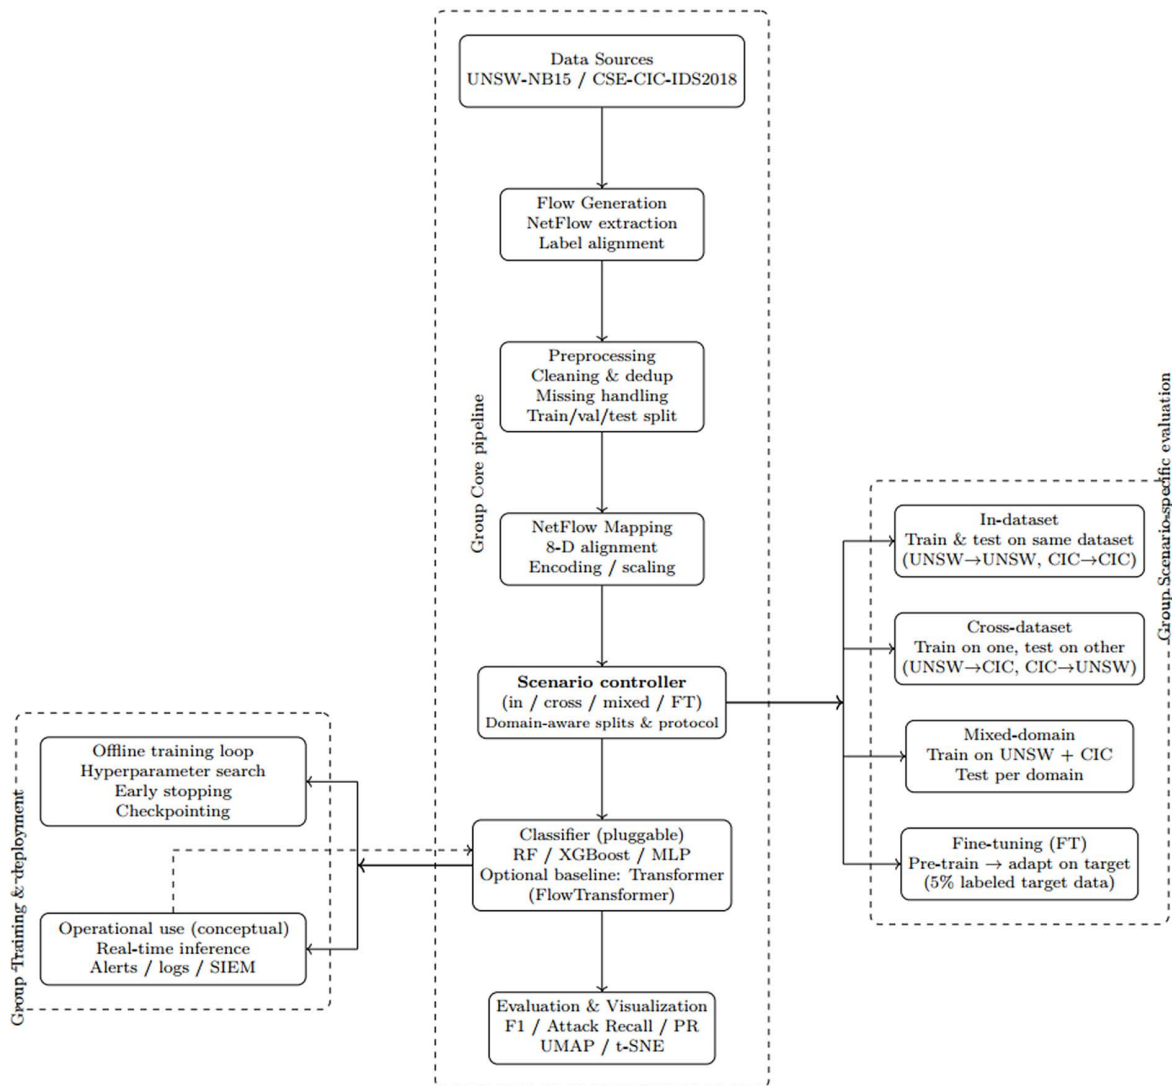 Data Sources
UNSW-NB15 / CSE-CIC-IDS2018
Flow Generation
NetFlow extraction
Label alignment
Preprocessing
Cleaning & dedup
Missing handling
Train/val/test split
Group Core pipeline
NetFlow Mapping
8-D alignment
Encoding / scaling
Scenario controller
(in / cross / mixed / FT)
Domain-aware splits & protocol
Group Scenario-specific evaluation
In-dataset
Train & test on same dataset
(UNSW→UNSW, CIC→CIC)
Cross-dataset
Train on one, test on other
(UNSW→CIC, CIC→UNSW)
Mixed-domain
Train on UNSW + CIC
Test per domain
Fine-tuning (FT)
Pre-train → adapt on target
(5% labeled target data)
Group Training & deployment
Offline training loop
Hyperparameter search
Early stopping
Checkpointing
Operational use (conceptual)
Real-time inference
Alerts / logs / SIEM
Classifier (pluggable)
RF / XGBoost / MLP
Optional baseline: Transformer
(FlowTransformer)
Evaluation & Visualization
F1 / Attack Recall / PR
UMAP / t-SNE